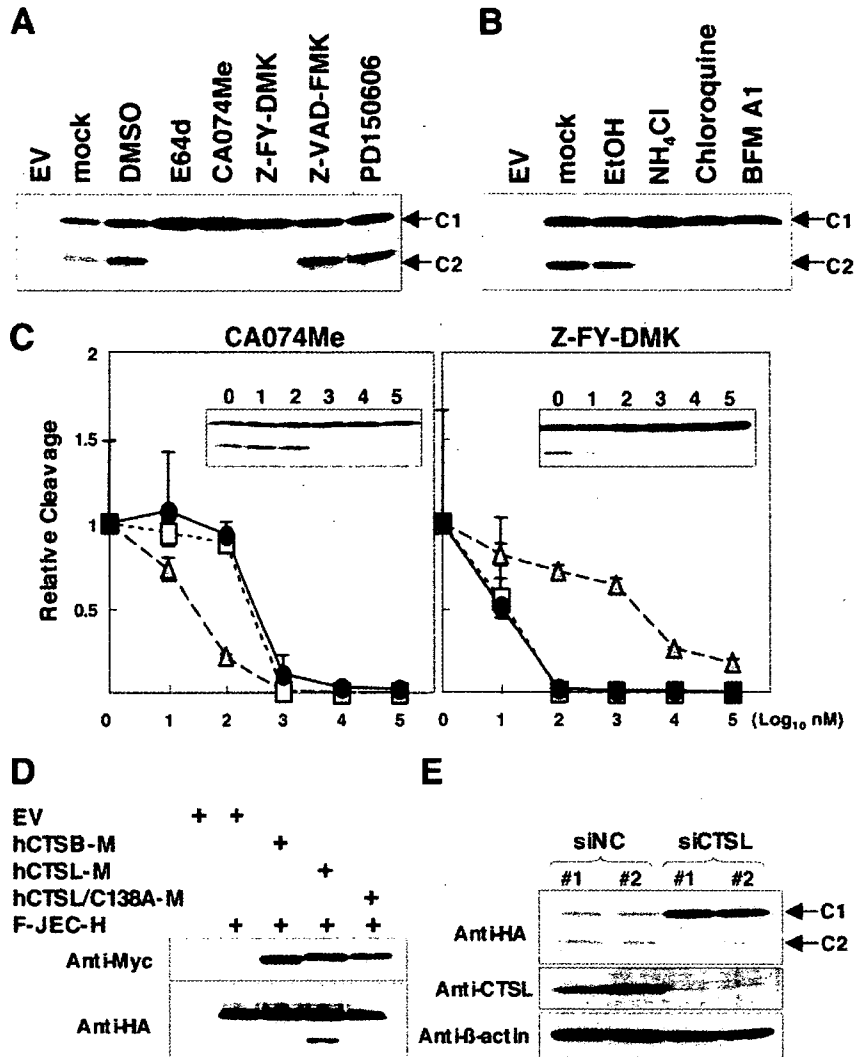 A
EV
mock
DMSO
E64d
CA074Me
Z-FY-DMK
Z-VAD-FMK
PD150606
C1
C2
B
EV
mock
EtOH
NH4Cl
Chloroquine
BFM A1
C1
C2
C
CA074Me
Z-FY-DMK
Relative Cleavage
2
1.5
1
0.5
0 1 2 3 4 5
0 1 2 3 4 5
0 1 2 3 4 5
0 1 2 3 4 5 (Log10 nM)
D
EV + +
hCTSB-M +
hCTSL-M +
hCTSL/C138A-M +
F-JEC-H + + + +
Anti-Myc
Anti-HA
E
siNC siCTSL
#1 #2 #1 #2
Anti-HA
C1
C2
Anti-CTSL
Anti-ß-actin